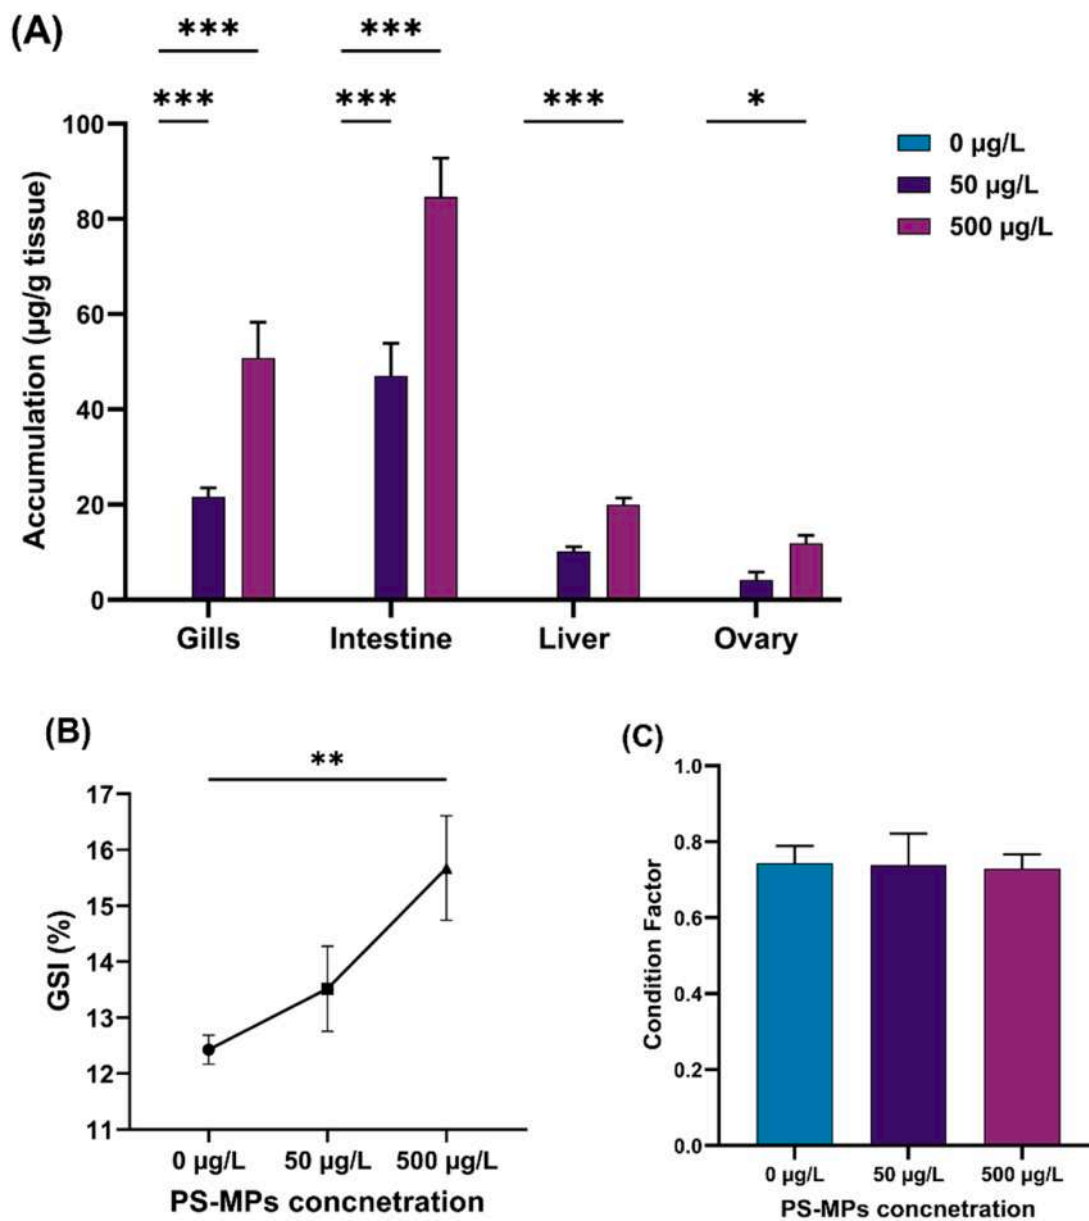 (A)
*** ***
*** *** *** *
100
80
60
40
20
0
Accumulation (µg/g tissue)
Gills Intestine Liver Ovary
0 µg/L
50 µg/L
500 µg/L
(B)
**
17
16
15
14
13
12
11
GSI (%)
0 µg/L 50 µg/L 500 µg/L
PS-MPs concnetration
(C)
1.0
0.8
0.6
0.4
0.2
0.0
Condition Factor
0 µg/L 50 µg/L 500 µg/L
PS-MPs concnetration